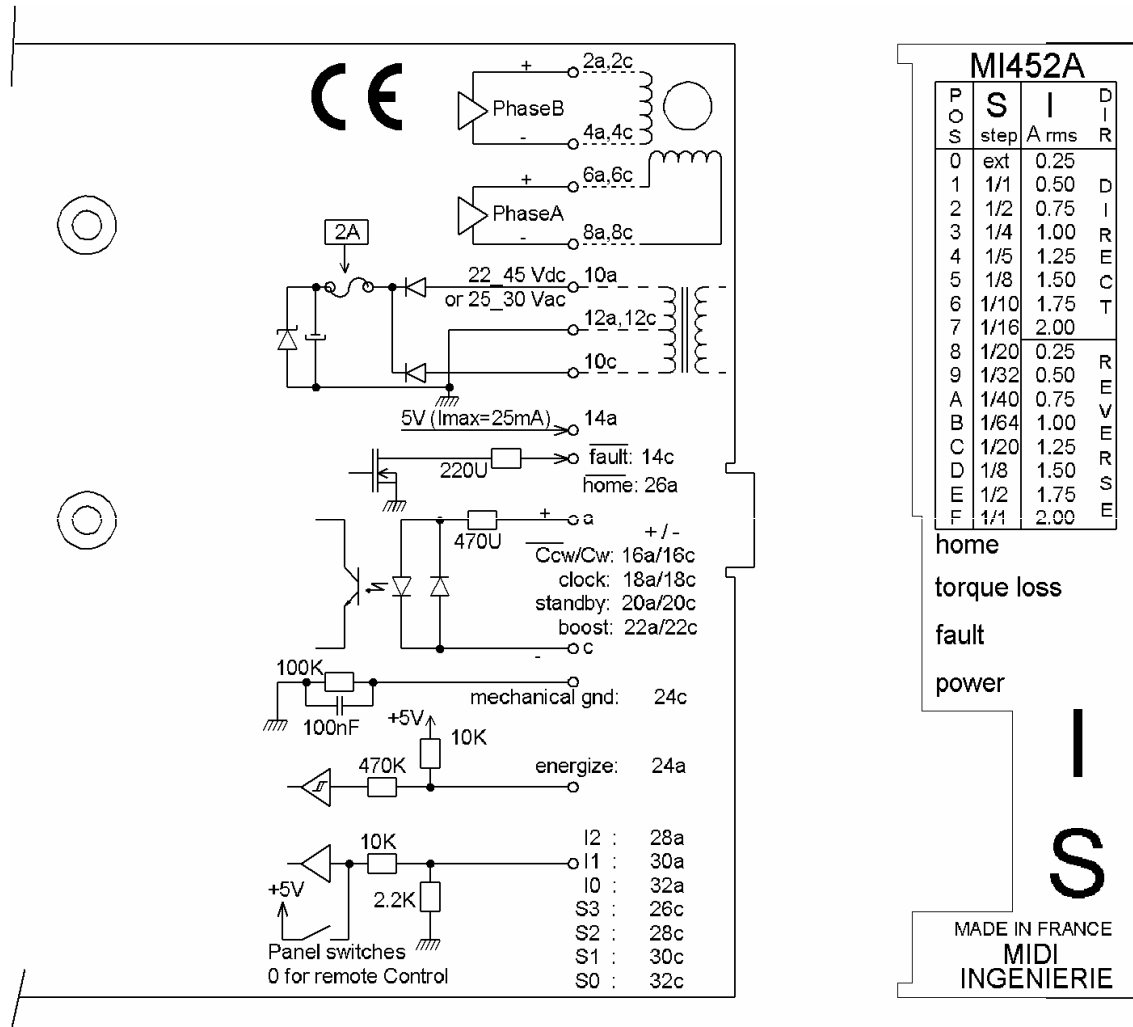 CE
+ 2a,2c
PhaseB
- 4a,4c
+ 6a,6c
PhaseA
- 8a,8c
2A
22_45 Vdc 10a
or 25_30 Vac
12a,12c
10c
5V (Imax=25mA) 14a
220U fault: 14c
home: 26a
- + a
470U
+ / -
Ccw/Cw: 16a/16c
clock: 18a/18c
standby: 20a/20c
boost: 22a/22c
- c
100K
mechanical gnd: 24c
100nF
+5V
10K
470K
energize: 24a
I2 : 28a
10K
I1 : 30a
I0 : 32a
+5V
2.2K
S3 : 26c
S2 : 28c
Panel switches
S1 : 30c
0 for remote Control
S0 : 32c
MI452A
POS S step I A rms DIR
0 ext 0.25
1 1/1 0.50
2 1/2 0.75
3 1/4 1.00
4 1/5 1.25
5 1/8 1.50
6 1/10 1.75
7 1/16 2.00
DIRECT
8 1/20 0.25
9 1/32 0.50
A 1/40 0.75
B 1/64 1.00
C 1/20 1.25
D 1/8 1.50
E 1/2 1.75
F 1/1 2.00
REVERSE
home
torque loss
fault
power
I
S
MADE IN FRANCE
MIDI
INGENIERIE